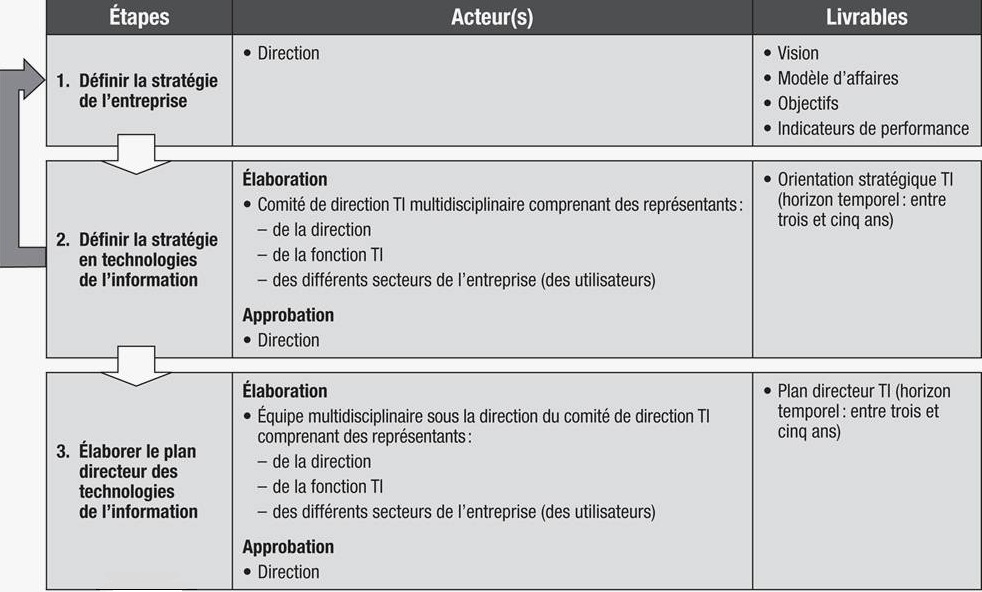 Étapes
Acteur(s)
Livrables
1. Définir la stratégie
de l'entreprise
• Direction
• Vision
• Modèle d'affaires
• Objectifs
• Indicateurs de performance
2. Définir la stratégie
en technologies
de l'information
Élaboration
• Comité de direction TI multidisciplinaire comprenant des représentants :
– de la direction
– de la fonction TI
– des différents secteurs de l'entreprise (des utilisateurs)
Approbation
• Direction
• Orientation stratégique TI
(horizon temporel : entre
trois et cinq ans)
3. Élaborer le plan
directeur des
technologies
de l'information
Élaboration
• Équipe multidisciplinaire sous la direction du comité de direction TI
comprenant des représentants :
– de la direction
– de la fonction TI
– des différents secteurs de l'entreprise (des utilisateurs)
Approbation
• Direction
• Plan directeur TI (horizon
temporel : entre trois et
cinq ans)